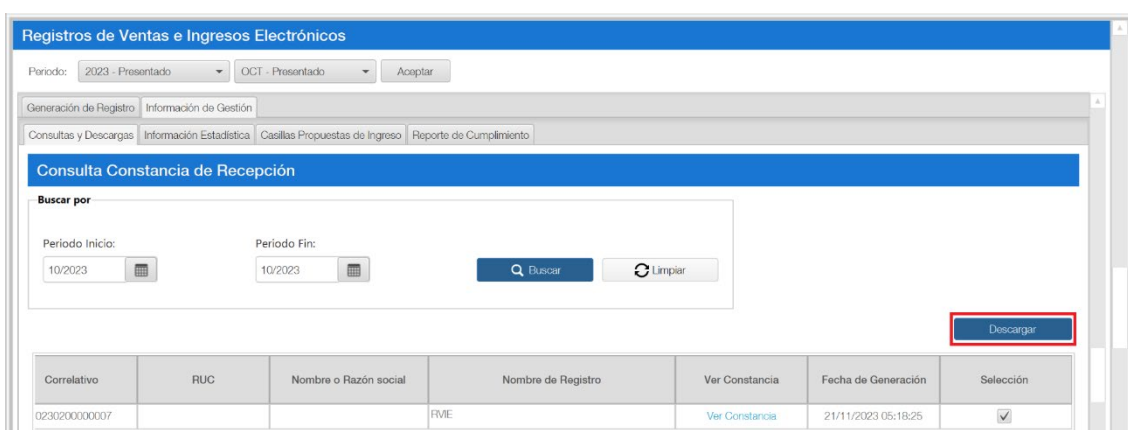 Registros de Ventas e Ingresos Electrónicos
Periodo: 2023 - Presentado OCT - Presentado Aceptar
Generación de Registro Información de Gestión
Consultas y Descargas Información Estadística Casillas Propuestas de Ingreso Reporte de Cumplimiento
Consulta Constancia de Recepción
Buscar por
Periodo Inicio: Periodo Fin:
10/2023 10/2023 Buscar Limpiar
Descargar
Correlativo RUC Nombre o Razón social Nombre de Registro Ver Constancia Fecha de Generación Selección
0230200000007 RVIE Ver Constancia 21/11/2023 05:18:25